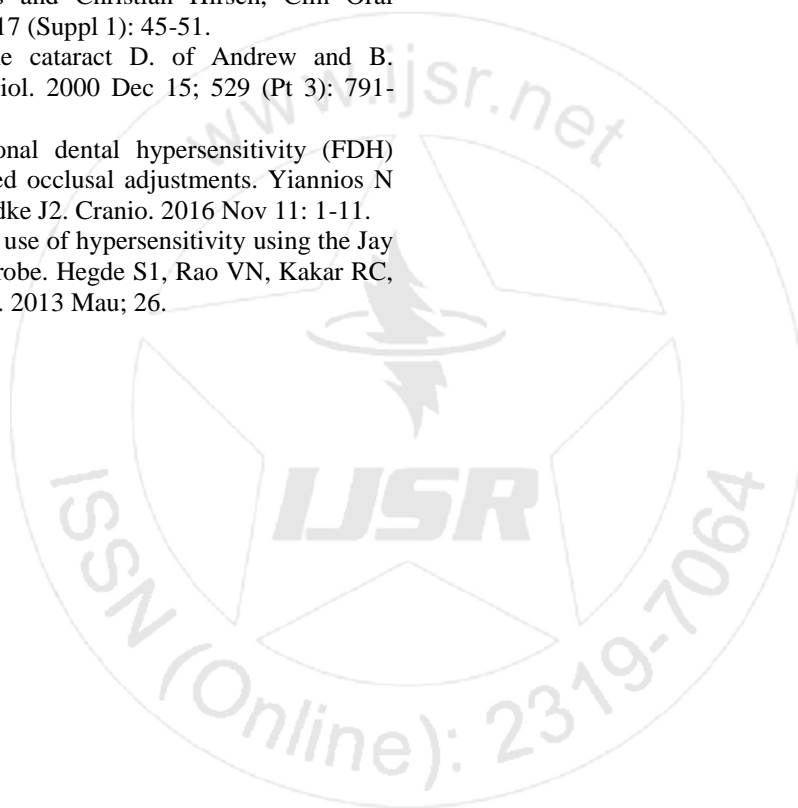 s and Christian Hirsch, Clin Oral
17 (Suppl 1): 45-51.
e cataract D. of Andrew and B.
iol. 2000 Dec 15; 529 (Pt 3): 791-
onal dental hypersensitivity (FDH)
ed occlusal adjustments. Yiannios N
dke J2. Cranio. 2016 Nov 11: 1-11.
use of hypersensitivity using the Jay
robe. Hegde S1, Rao VN, Kakar RC,
. 2013 Mau; 26.
www.ijsr.net
IJSR
ISSN (Online): 2319-7064